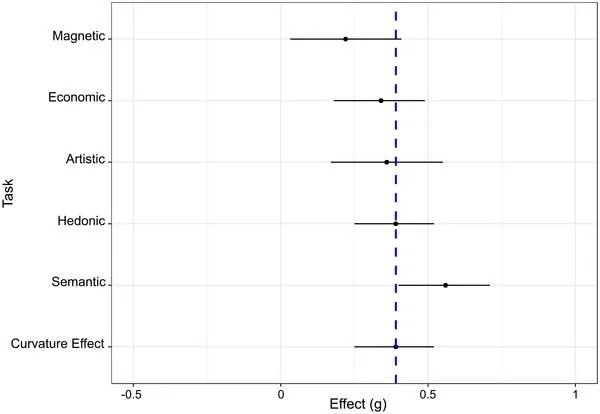 Magnetic
Economic
Artistic
Hedonic
Semantic
Curvature Effect
Task
-0.5 0 0.5 1
Effect (g)